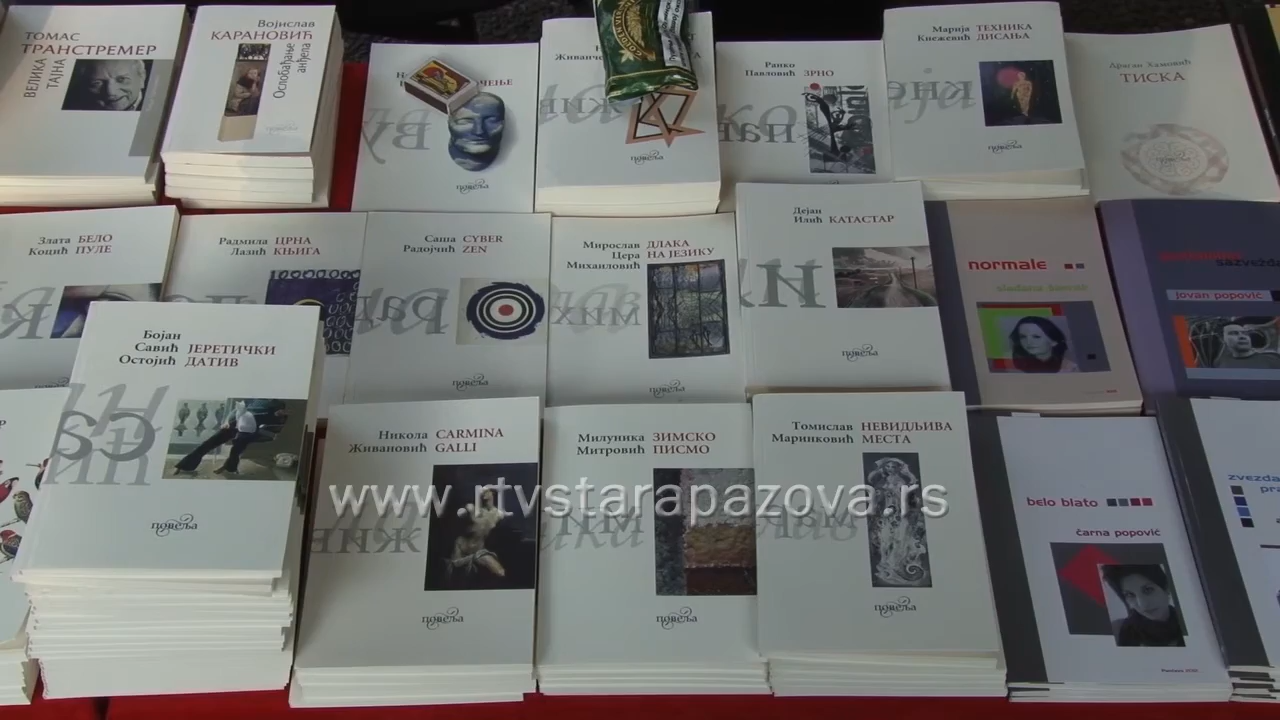 ТОМАС
ТРАНСТРЕМЕР
ВЕЛИКА
ТАЈНА
Војислав
КАРАНОВИЋ
Ослобађање
анђела
повеља
Ранко
Павловић
ЗРНО
Марија
Кнежевић
ТЕХНИКА
ДИСАЊА
повеља
Драган Хамовић
ТИСКА
Злата
Коцић
БЕЛО
ПУЛЕ
Радмила
Лазић
ЦРНА
КЊИГА
Саша
Радојчић
CYBER
ZEN
повеља
Мирослав
Цера
Михаиловић
ДЛАКА
НА ЈЕЗИКУ
повеља
Дејан
Илић
КАТАСТАР
повеља
normale
jovan popović
Бојан
Савић
Остојић
ЈЕРЕТИЧКИ
ДАТИВ
повеља
Никола
Живановић
CARMINA
GALLI
повеља
Милуника
Митровић
ЗИМСКО
ПИСМО
повеља
Томислав
Маринковић
НЕВИДЉИВА
МЕСТА
повеља
belo blato
čarna popović
www.rtvstarapazova.rs